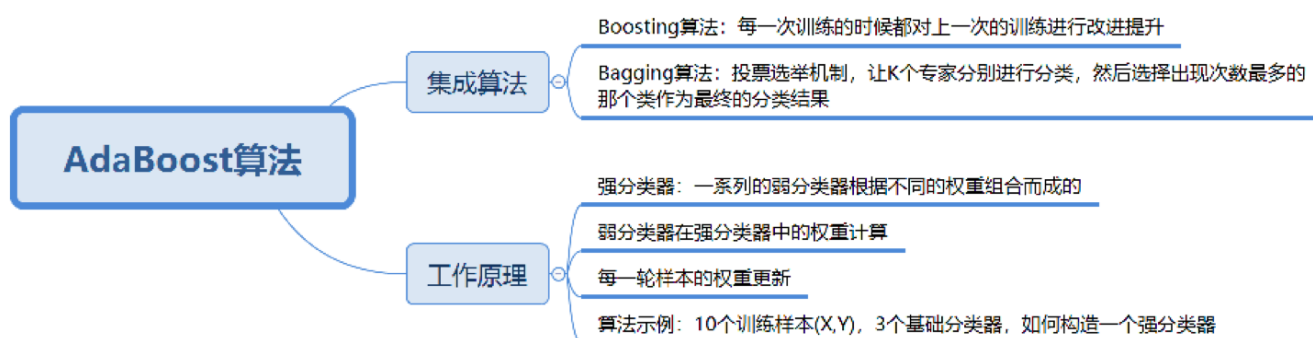 AdaBoost算法
集成算法
Boosting算法：每一次训练的时候都对上一次的训练进行改进提升
Bagging算法：投票选举机制，让K个专家分别进行分类，然后选择出现次数最多的
那个类作为最终的分类结果
工作原理
强分类器：一系列的弱分类器根据不同的权重组合而成的
弱分类器在强分类器中的权重计算
每一轮样本的权重更新
算法示例：10个训练样本(X,Y)，3个基础分类器，如何构造一个强分类器